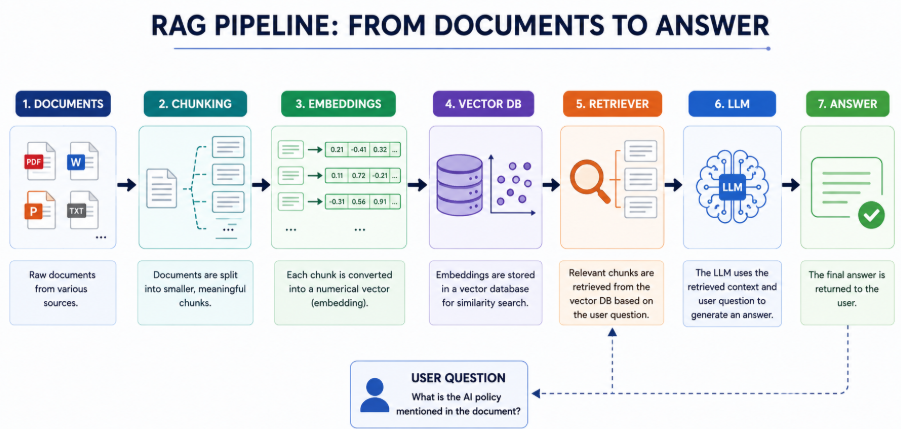 RAG PIPELINE: FROM DOCUMENTS TO ANSWER
1. DOCUMENTS
PDF
W
P
TXT
...
Raw documents
from various
sources.
2. CHUNKING
...
Documents are split
into smaller, meaningful
chunks.
3. EMBEDDINGS
0.21 -0.41 0.32 ...
0.11 0.72 -0.21 ...
-0.31 0.56 0.91 ...
... ...
Each chunk is converted
into a numerical vector
(embedding).
4. VECTOR DB
Embeddings are stored
in a vector database
for similarity search.
5. RETRIEVER
Relevant chunks are
retrieved from the
vector DB based on
the user question.
6. LLM
LLM
The LLM uses the
retrieved context and
user question to
generate an answer.
7. ANSWER
The final answer is
returned to the
user.
USER QUESTION
What is the AI policy
mentioned in the document?